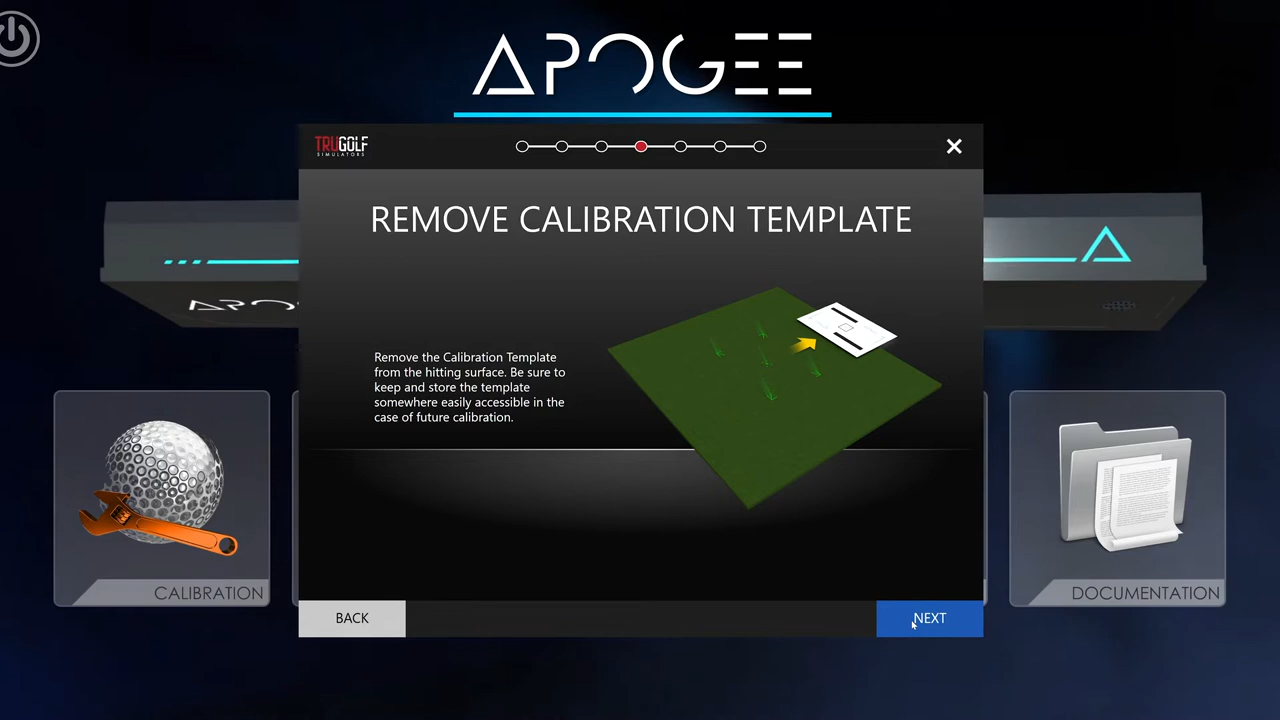 APOGEE
TRUGOLF
SIMULATORS
REMOVE CALIBRATION TEMPLATE
Remove the Calibration Template
from the hitting surface. Be sure to
keep and store the template
somewhere easily accessible in the
case of future calibration.
CALIBRATION
DOCUMENTATION
BACK
NEXT